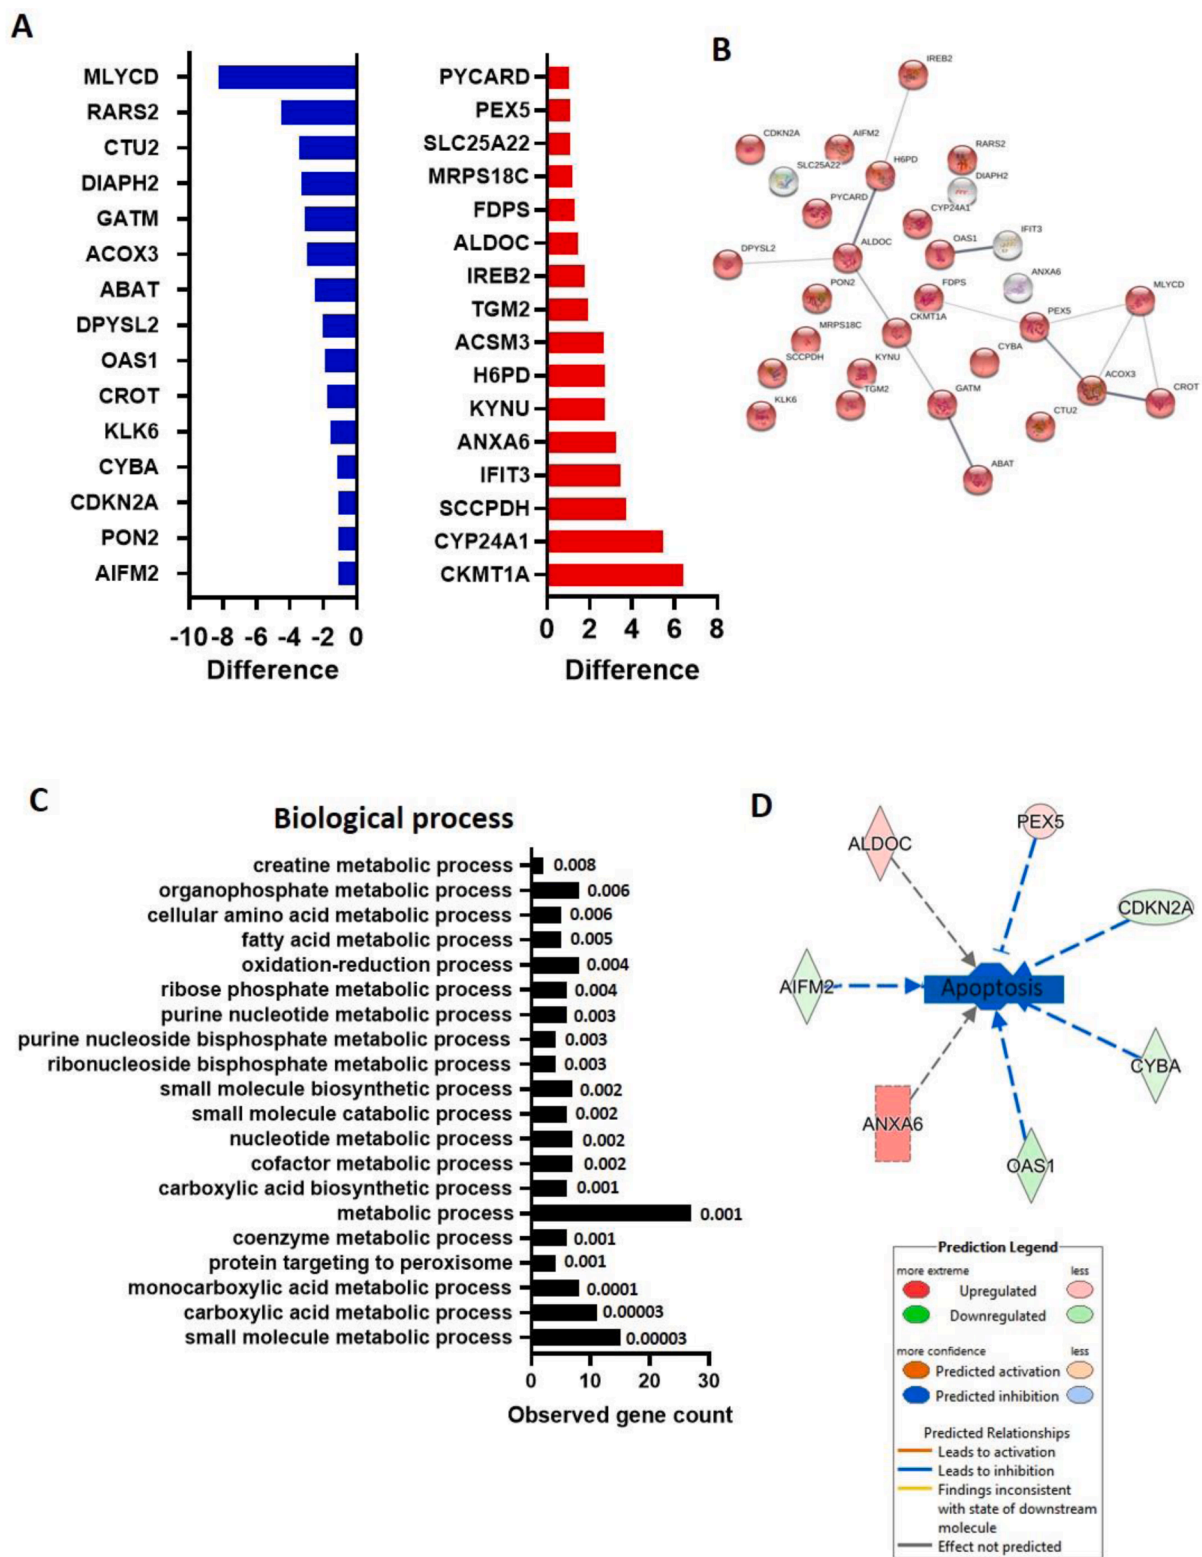 A
MLYCD
RARS2
CTU2
DIAPH2
GATM
ACOX3
ABAT
DPYSL2
OAS1
CROT
KLK6
CYBA
CDKN2A
PON2
AIFM2
-10 -8 -6 -4 -2 0
Difference
PYCARD
PEX5
SLC25A22
MRPS18C
FDPS
ALDOC
IREB2
TGM2
ACSM3
H6PD
KYNU
ANXA6
IFIT3
SCCPDH
CYP24A1
CKMT1A
0 2 4 6 8
Difference
B
IREB2
CDKN2A
AIFM2
RARS2
SLC25A22
H6PD
DIAPH2
PYCARD
CYP24A1
OAS1
IFIT3
DPYSL2
ALDOC
ANXA6
PON2
FDPS
MLYCD
PEX5
MRPS18C
CKMT1A
CYBA
SCCPDH
KYNU
ACOX3
CROT
TGM2
GATM
KLK6
CTU2
ABAT
C
Biological process
creatine metabolic process 0.008
organophosphate metabolic process 0.006
cellular amino acid metabolic process 0.006
fatty acid metabolic process 0.005
oxidation-reduction process 0.004
ribose phosphate metabolic process 0.004
purine nucleotide metabolic process 0.003
purine nucleoside bisphosphate metabolic process 0.003
ribonucleoside bisphosphate metabolic process 0.003
small molecule biosynthetic process 0.002
small molecule catabolic process 0.002
nucleotide metabolic process 0.002
cofactor metabolic process 0.002
carboxylic acid biosynthetic process 0.001
metabolic process 0.001
coenzyme metabolic process 0.001
protein targeting to peroxisome 0.001
monocarboxylic acid metabolic process 0.0001
carboxylic acid metabolic process 0.00003
small molecule metabolic process 0.00003
0 10 20 30
Observed gene count
D
ALDOC
PEX5
CDKN2A
AIFM2
Apoptosis
CYBA
ANXA6
OAS1
Prediction Legend
more extreme less
Upregulated
Downregulated
more confidence less
Predicted activation
Predicted inhibition
Predicted Relationships
Leads to activation
Leads to inhibition
Findings inconsistent
with state of downstream
molecule
Effect not predicted